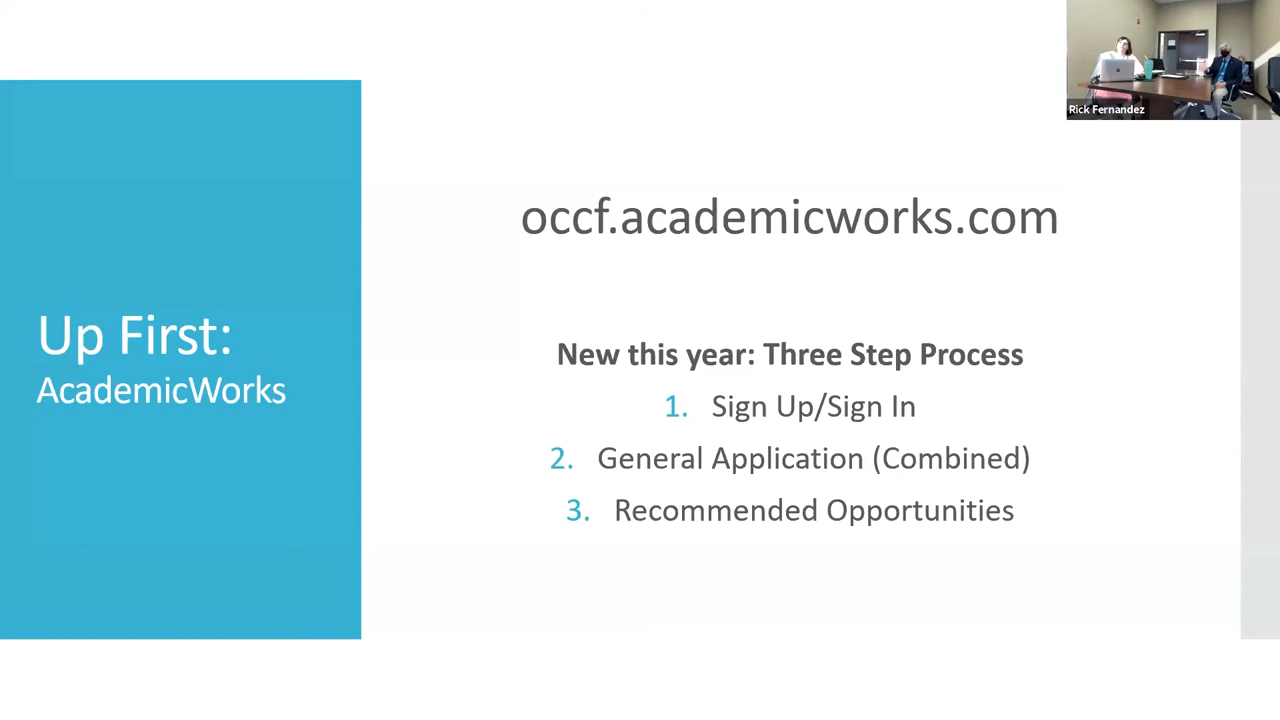 Rick Fernandez
occf.academicworks.com
Up First:
AcademicWorks
New this year: Three Step Process
1. Sign Up/Sign In
2. General Application (Combined)
3. Recommended Opportunities